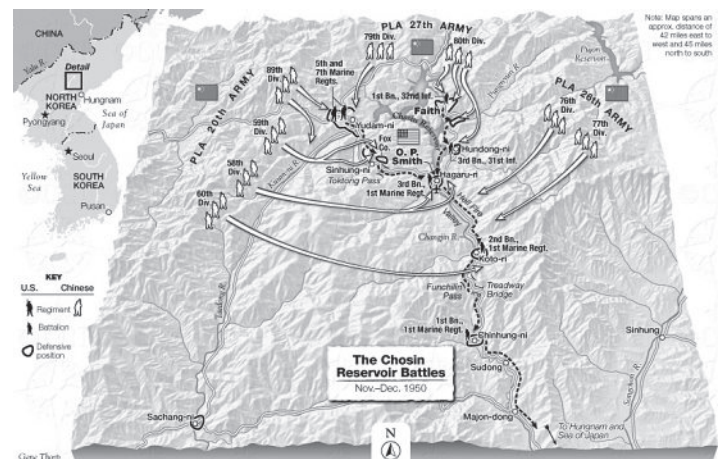 CHINA
Yalu R.
Detail
NORTH
KOREA
Hungnam
Pyongyang
Sea of
Japan
Seoul
Yellow
Sea
SOUTH
KOREA
Pusan
KEY
U.S. Chinese
Regiment
Battalion
Defensive
position
PLA 27th ARMY
79th Div.
80th Div.
Note: Map spans an
approx. distance of
42 miles east to
west and 45 miles
north to south
PLA 20th ARMY
89th
Div.
59th
Div.
58th
Div.
60th
Div.
5th and
7th Marine
Regts.
1st Bn., 32nd Inf.
Faith
Yudam-ni
Fox
Co.
O. P.
Smith
Hundong-ni
3rd Bn., 31st Inf.
Sinhung-ni
Toktong Pass
Hagaru-ri
3rd Bn.,
1st Marine Regt.
PLA 26th ARMY
76th
Div.
77th
Div.
Hell Fire
Valley
Changjin R.
2nd Bn.,
1st Marine Regt.
Koto-ri
Funchilin
Pass
Treadway
Bridge
1st Bn.,
1st Marine Regt.
Chinhung-ni
Sinhung
Sudong
The Chosin
Reservoir Battles
Nov.–Dec. 1950
Sachang-ni
Majon-dong
To Hungnam and
Sea of Japan
N